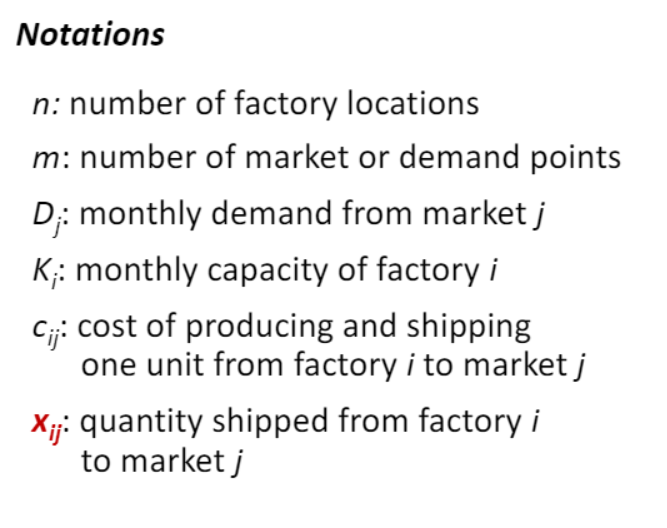 Notations
n: number of factory locations
m: number of market or demand points
Dj: monthly demand from market j
Ki: monthly capacity of factory i
cij: cost of producing and shipping
one unit from factory i to market j
xij: quantity shipped from factory i
to market j